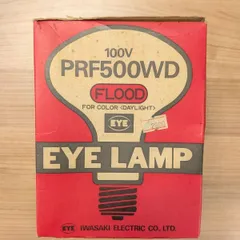 100V
PRF500WD
FLOOD
FOR COLOR (DAYLIGHT)
EYE
EYE LAMP
EYE IWASAKI ELECTRIC CO., LTD.